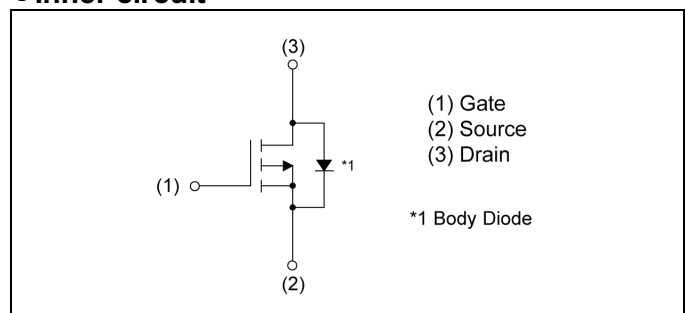 Inner circuit
(3)
(1) Gate
(2) Source
(3) Drain
*1
(1)
*1 Body Diode
(2)